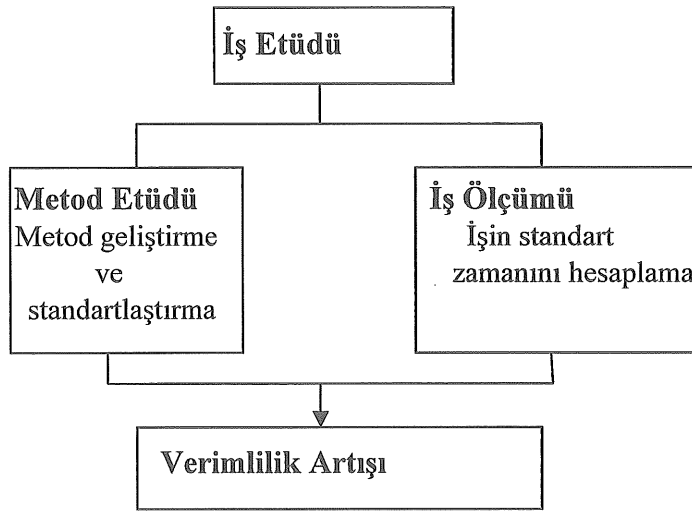 İş Etüdü
Metod Etüdü
Metod geliştirme
ve
standartlaştırma
İş Ölçümü
İşin standart
zamanını hesaplama
Verimlilik Artışı